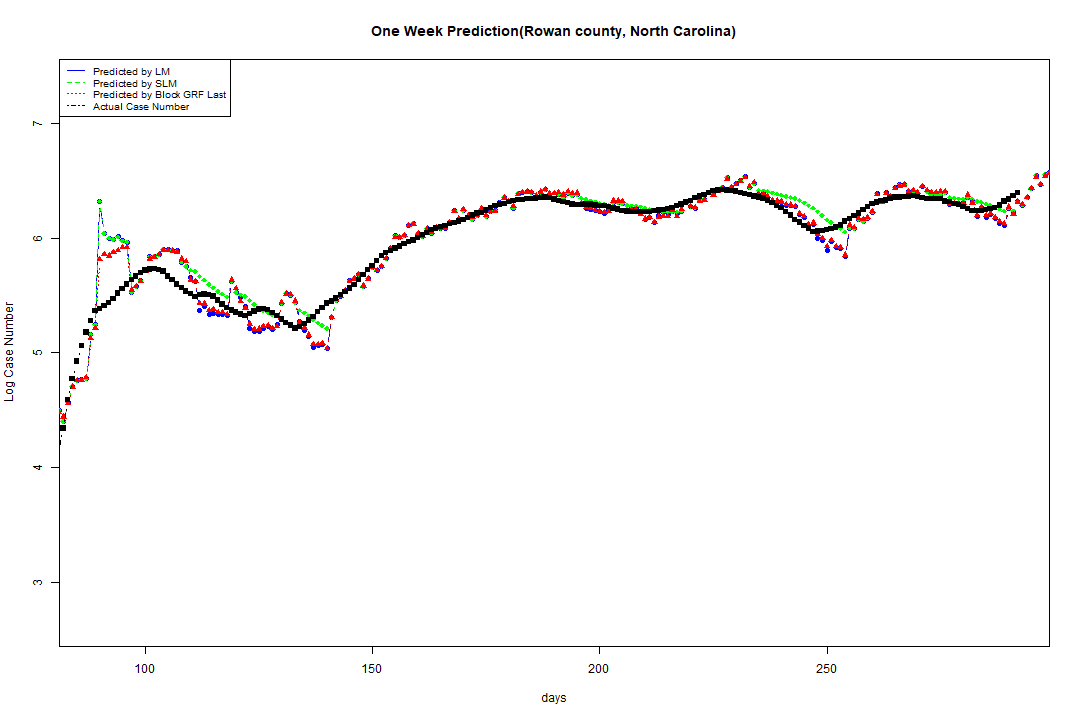 One Week Prediction(Rowan county, North Carolina)
Predicted by LM
Predicted by SLM
Predicted by Block GRF Last
Actual Case Number
7
6
5
4
3
Log Case Number
100 150 200 250
days